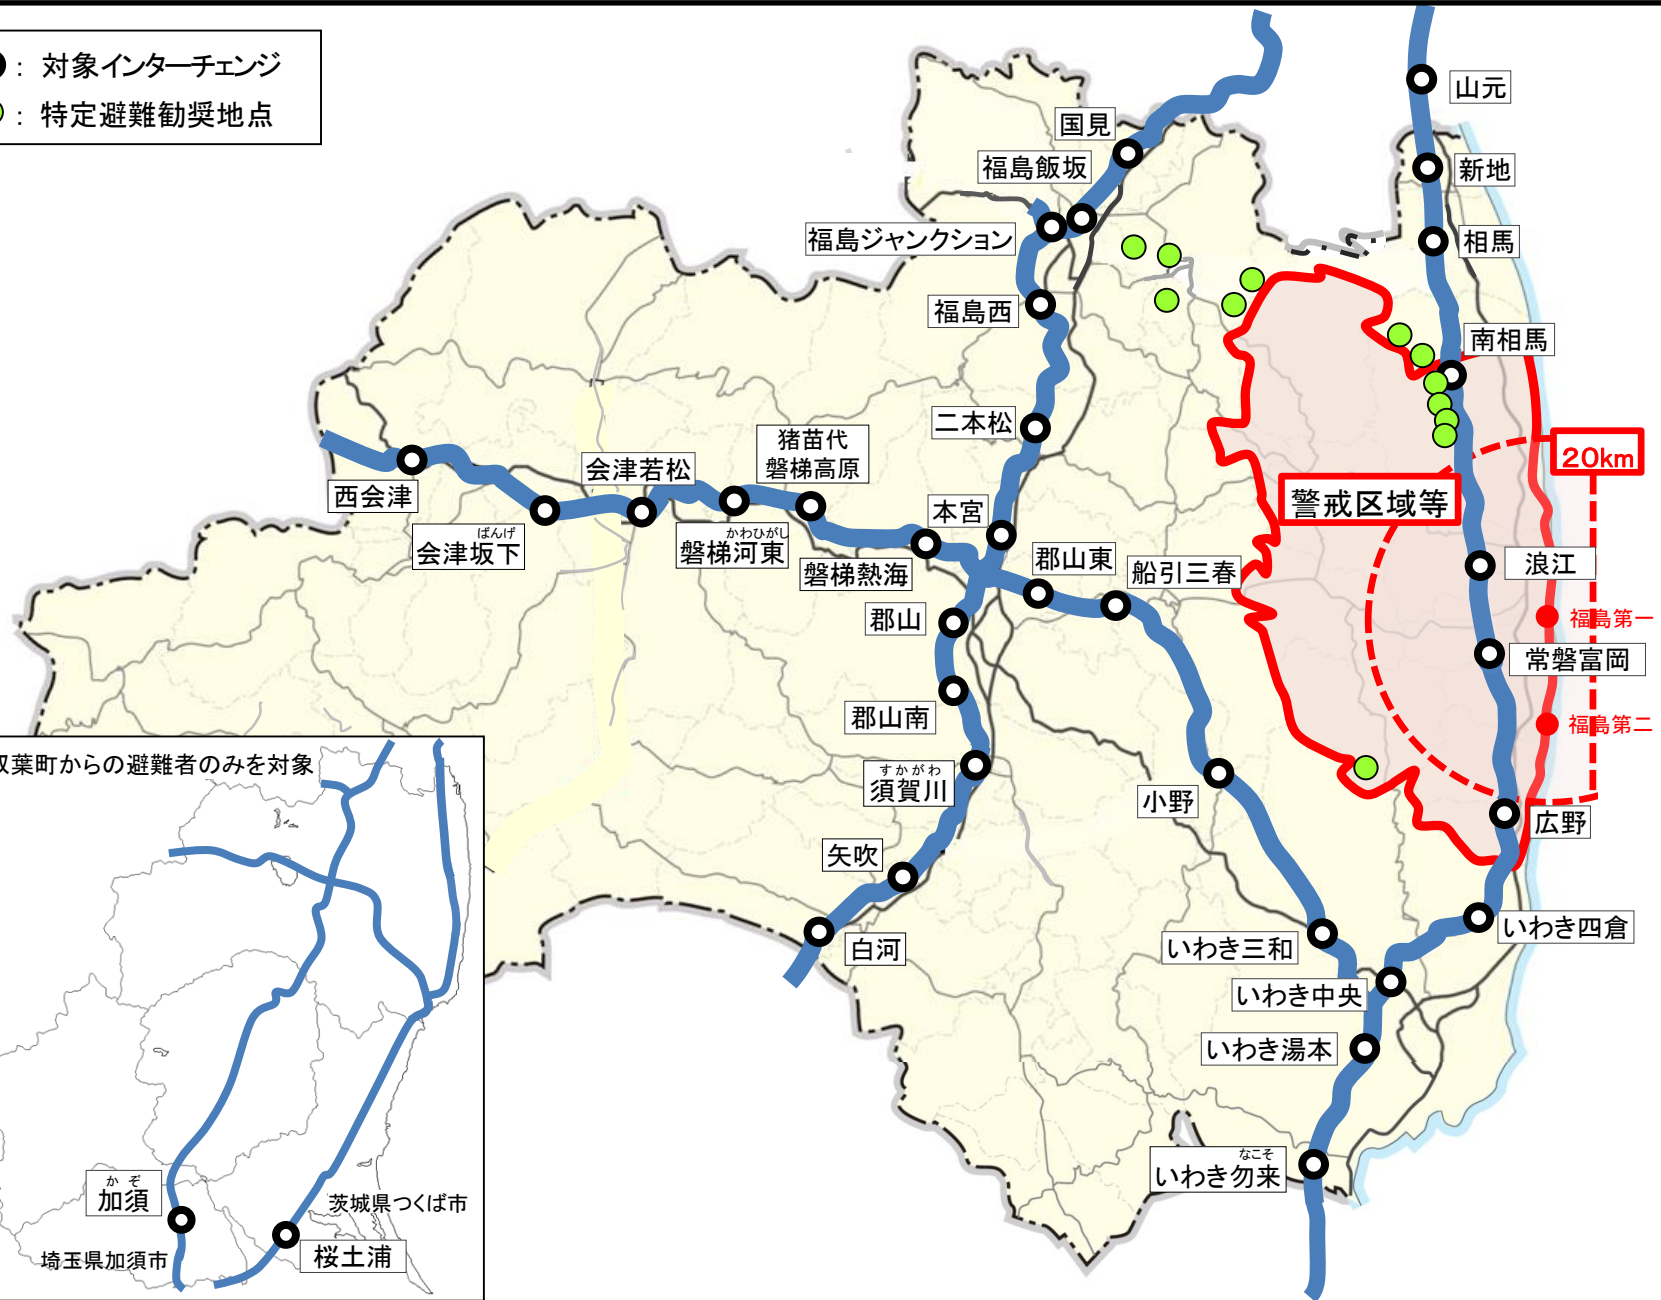 : 対象インターチェンジ
: 特定避難勧奨地点
山元
国見
新地
福島飯坂
福島ジャンクション
相馬
福島西
南相馬
二本松
猪苗代
磐梯高原
20km
会津若松
西会津
警戒区域等
本宮
ばんげ
会津坂下
かわひがし
磐梯河東
磐梯熱海
郡山東
船引三春
浪江
郡山
福島第一
常磐富岡
郡山南
福島第二
すかがわ
須賀川
小野
広野
矢吹
白河
いわき四倉
いわき三和
いわき中央
いわき湯本
なこそ
いわき勿来
葉町からの避難者のみを対象
かぞ
加須
茨城県つくば市
埼玉県加須市
桜土浦